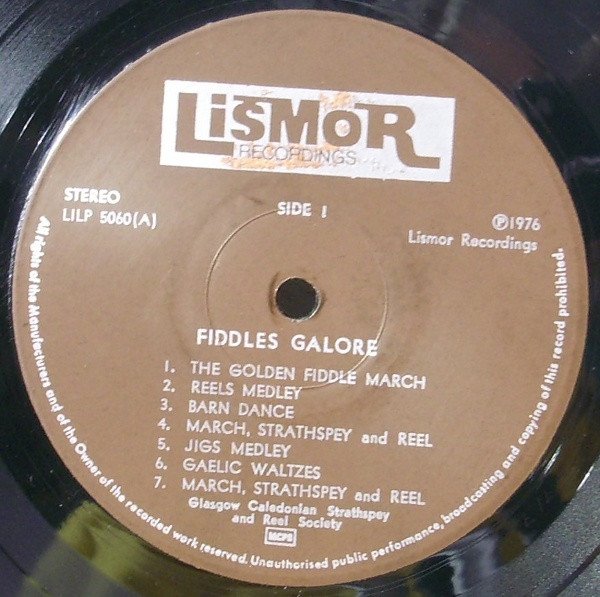 LiSMOR
RECORDINGS
STEREO
LILP 5060(A)
SIDE 1
Ⓟ1976
Lismor Recordings
FIDDLES GALORE
1. THE GOLDEN FIDDLE MARCH
2. REELS MEDLEY
3. BARN DANCE
4. MARCH, STRATHSPEY and REEL
5. JIGS MEDLEY
6. GAELIC WALTZES
7. MARCH, STRATHSPEY and REEL
Glasgow Caledonian Strathspey
and Reel Society
MCPS
All rights of the Manufacturers and of the Owner of the recorded work reserved. Unauthorised public performance, broadcasting and copying of this record prohibited.